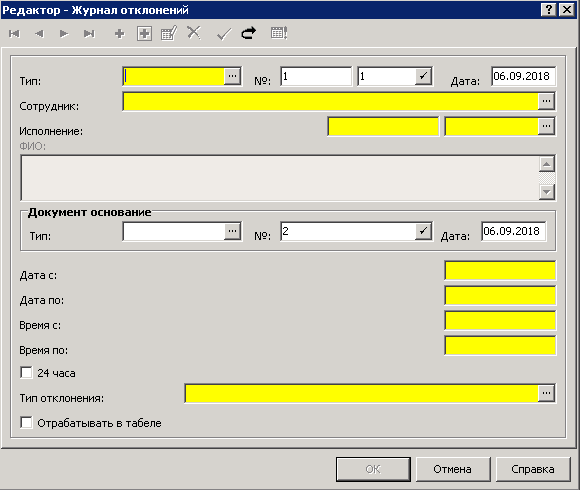 Редактор - Журнал отклонений
Тип: №: 1 1 Дата: 06.09.2018
Сотрудник:
Исполнение:
ФИО:
Документ основание
Тип: №: 2 Дата: 06.09.2018
Дата с:
Дата по:
Время с:
Время по:
24 часа
Тип отклонения:
Отрабатывать в табеле
ОК Отмена Справка